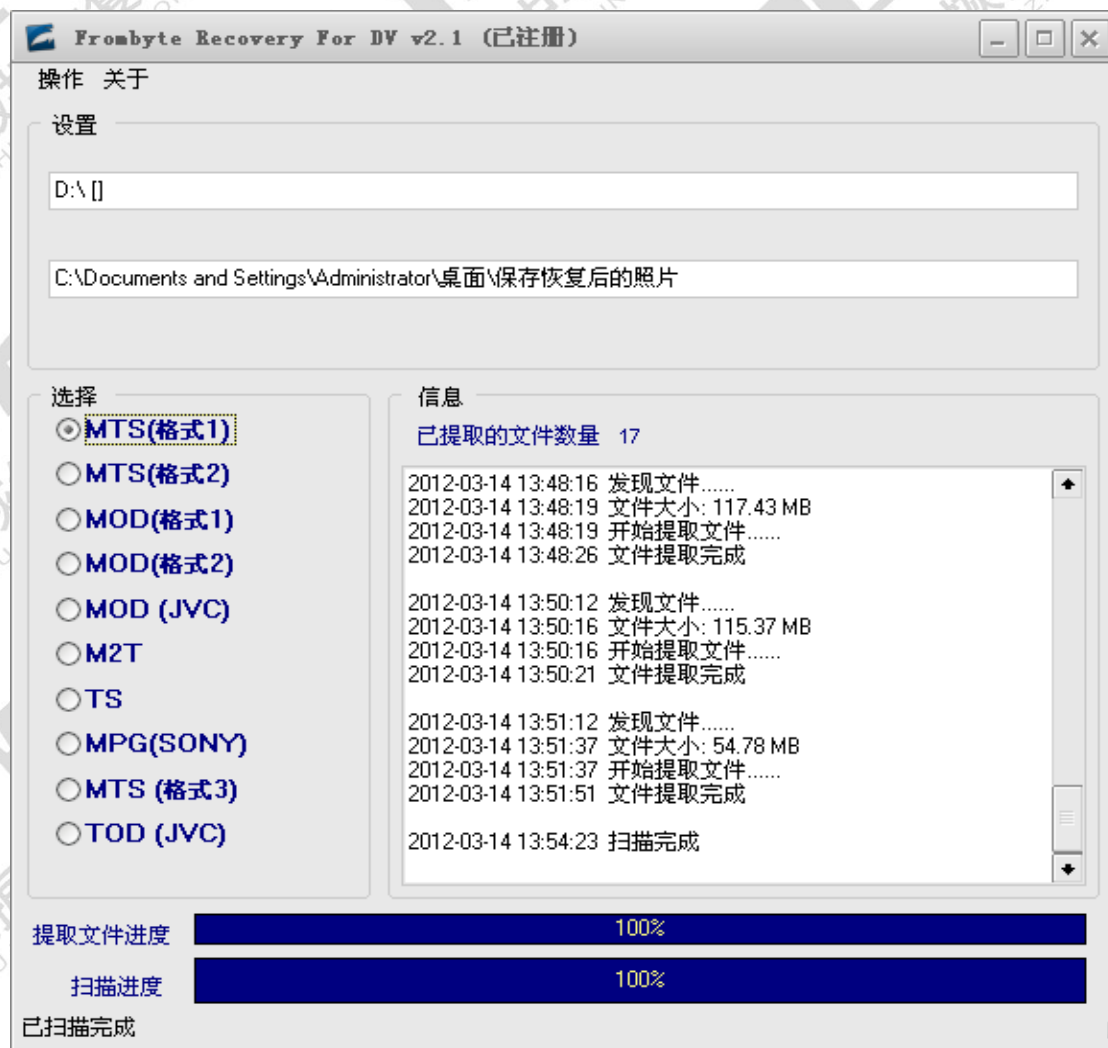 Frombyte Recovery For DV v2.1 (已注册)
操作 关于
设置
D:\ []
C:\Documents and Settings\Administrator\桌面\保存恢复后的照片
选择
MTS(格式1)
MTS(格式2)
MOD(格式1)
MOD(格式2)
MOD (JVC)
M2T
TS
MPG(SONY)
MTS (格式3)
TOD (JVC)
信息
已提取的文件数量 17
2012-03-14 13:48:16 发现文件......
2012-03-14 13:48:19 文件大小: 117.43 MB
2012-03-14 13:48:19 开始提取文件......
2012-03-14 13:48:26 文件提取完成
2012-03-14 13:50:12 发现文件......
2012-03-14 13:50:16 文件大小: 115.37 MB
2012-03-14 13:50:16 开始提取文件......
2012-03-14 13:50:21 文件提取完成
2012-03-14 13:51:12 发现文件......
2012-03-14 13:51:37 文件大小: 54.78 MB
2012-03-14 13:51:37 开始提取文件......
2012-03-14 13:51:51 文件提取完成
2012-03-14 13:54:23 扫描完成
提取文件进度 100%
扫描进度 100%
已扫描完成